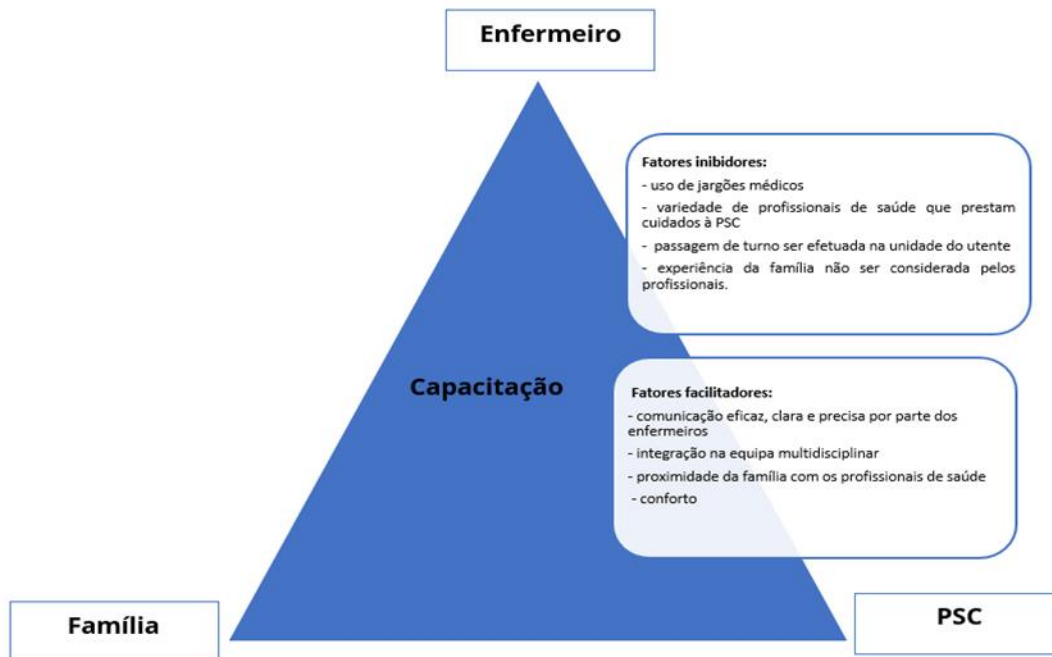 Enfermeiro
Fatores inibidores:
- uso de jargões médicos
- variedade de profissionais de saúde que prestam
cuidados à PSC
- passagem de turno ser efetuada na unidade do utente
- experiência da família não ser considerada pelos
profissionais.
Capacitação
Fatores facilitadores:
- comunicação eficaz, clara e precisa por parte dos
enfermeiros
- integração na equipa multidisciplinar
- proximidade da família com os profissionais de saúde
- conforto
Família
PSC